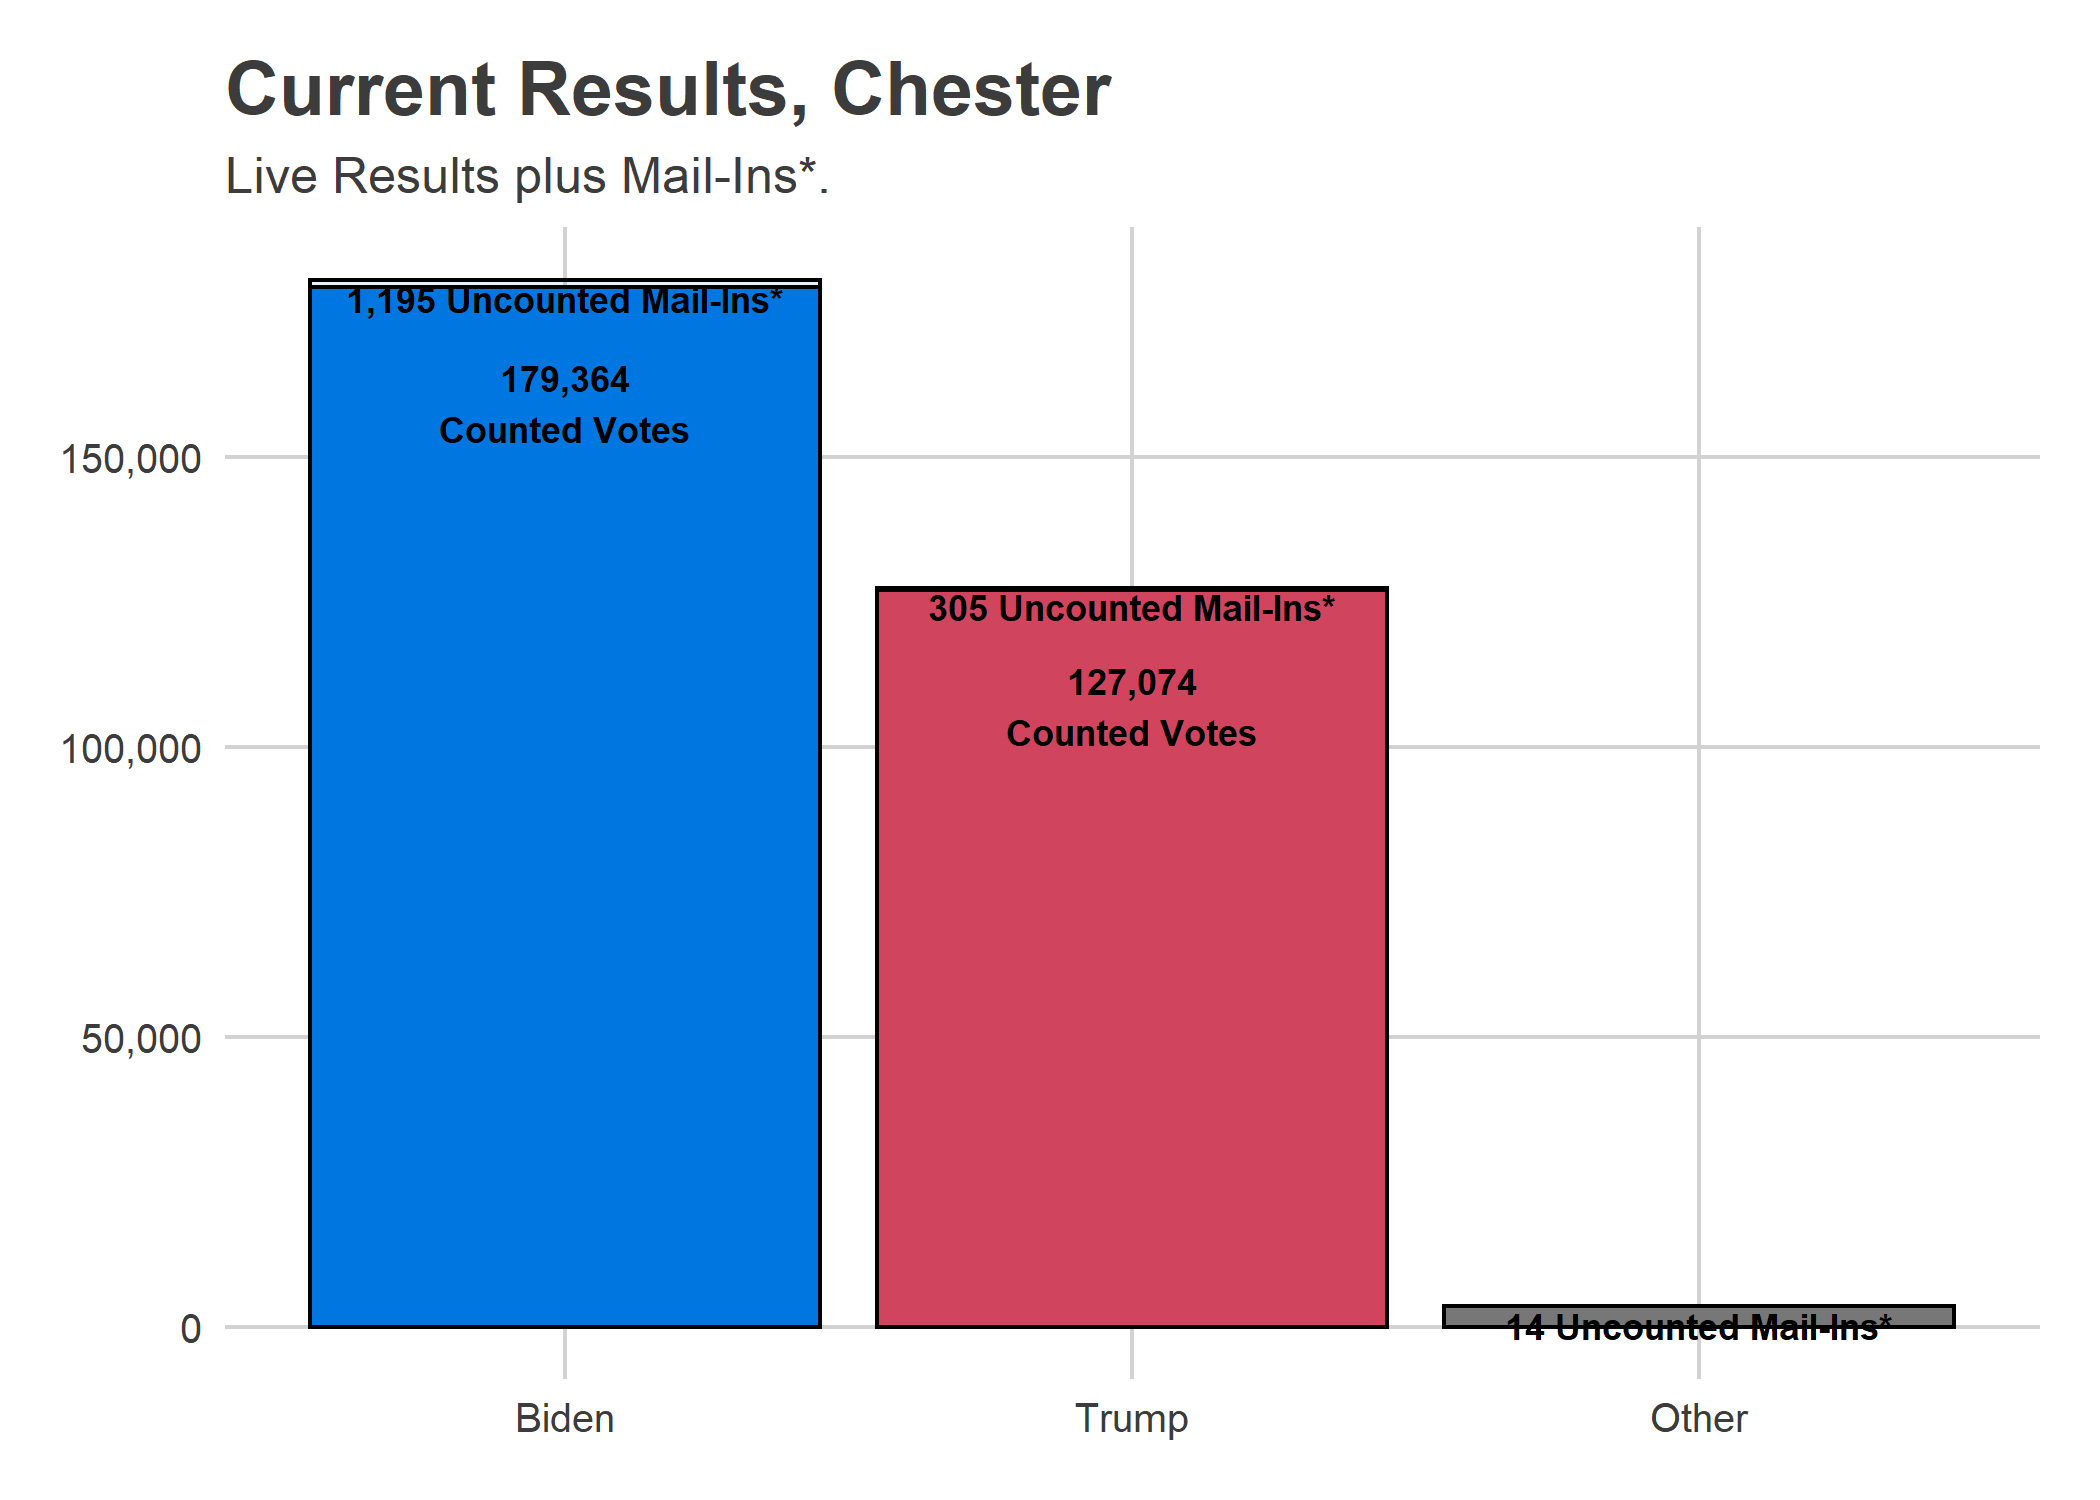 Current Results, Chester
Live Results plus Mail-Ins*.
1,195 Uncounted Mail-Ins*
179,364
Counted Votes
305 Uncounted Mail-Ins*
127,074
Counted Votes
14 Uncounted Mail-Ins*
150,000
100,000
50,000
0
Biden
Trump
Other